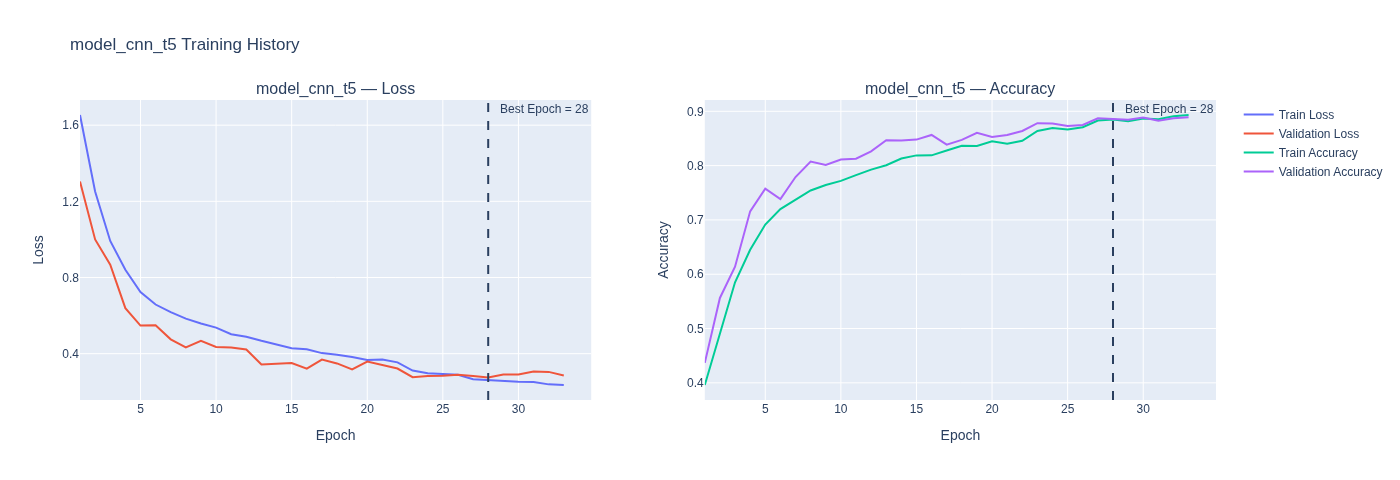 model_cnn_t5 Training History
model_cnn_t5 — Loss
Best Epoch = 28
1.6
1.2
0.8
0.4
Loss
5 10 15 20 25 30
Epoch
model_cnn_t5 — Accuracy
Best Epoch = 28
0.9
0.8
0.7
0.6
0.5
0.4
Accuracy
5 10 15 20 25 30
Epoch
Train Loss
Validation Loss
Train Accuracy
Validation Accuracy